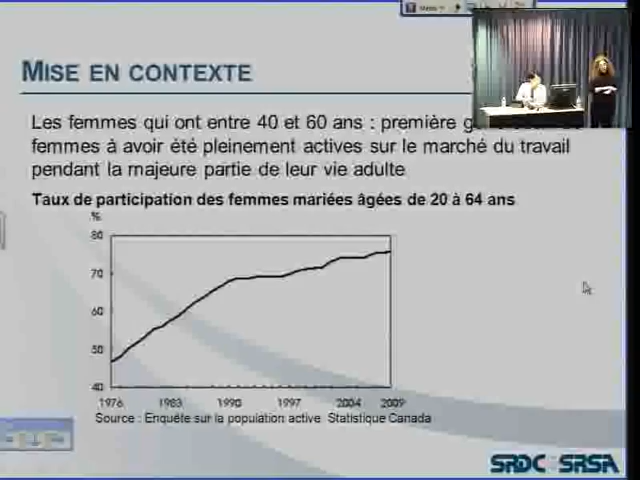 MISE EN CONTEXTE
Les femmes qui ont entre 40 et 60 ans : première
femmes à avoir été pleinement actives sur le marché du travail
pendant la majeure partie de leur vie adulte
Taux de participation des femmes mariées âgées de 20 à 64 ans
%
80
70
60
50
40
1976 1983 1990 1997 2004 2009
Source : Enquête sur la population active Statistique Canada
SRDC SRSA